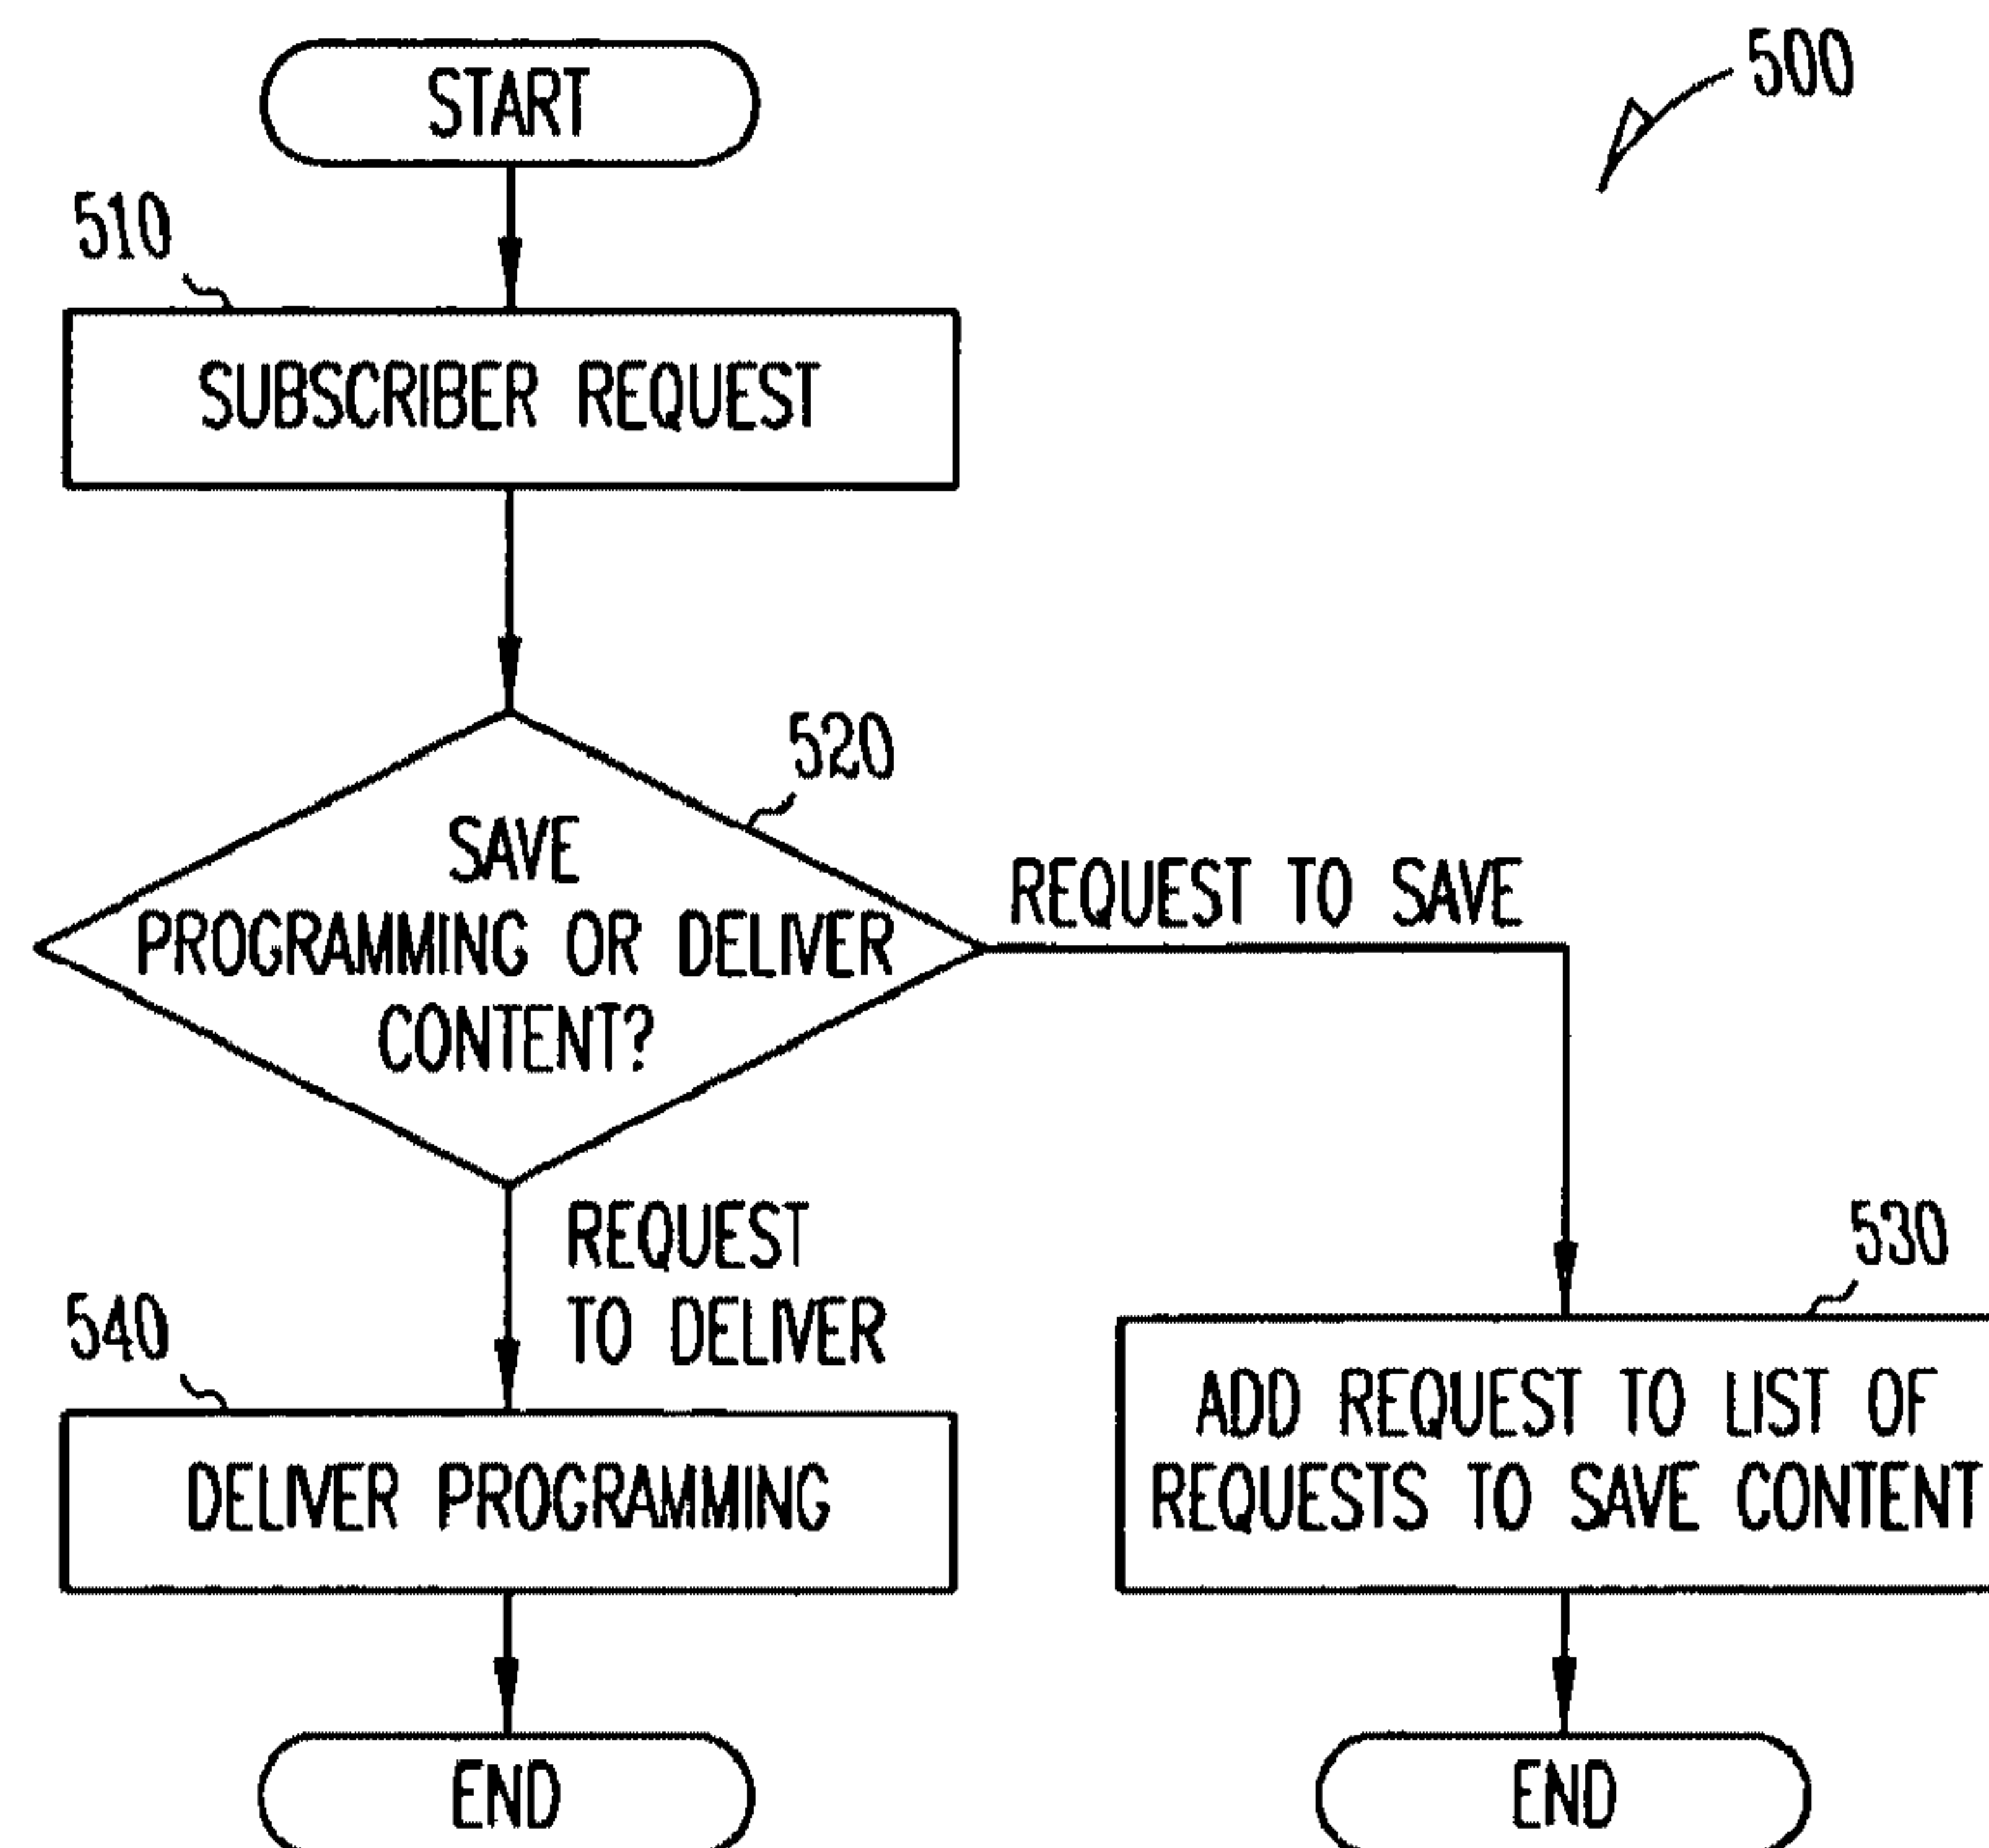 START
500
510
SUBSCRIBER REQUEST
520
SAVE
PROGRAMMING OR DELIVER
CONTENT?
REQUEST TO SAVE
REQUEST
TO DELIVER
530
540
ADD REQUEST TO LIST OF
REQUESTS TO SAVE CONTENT
DELIVER PROGRAMMING
END
END